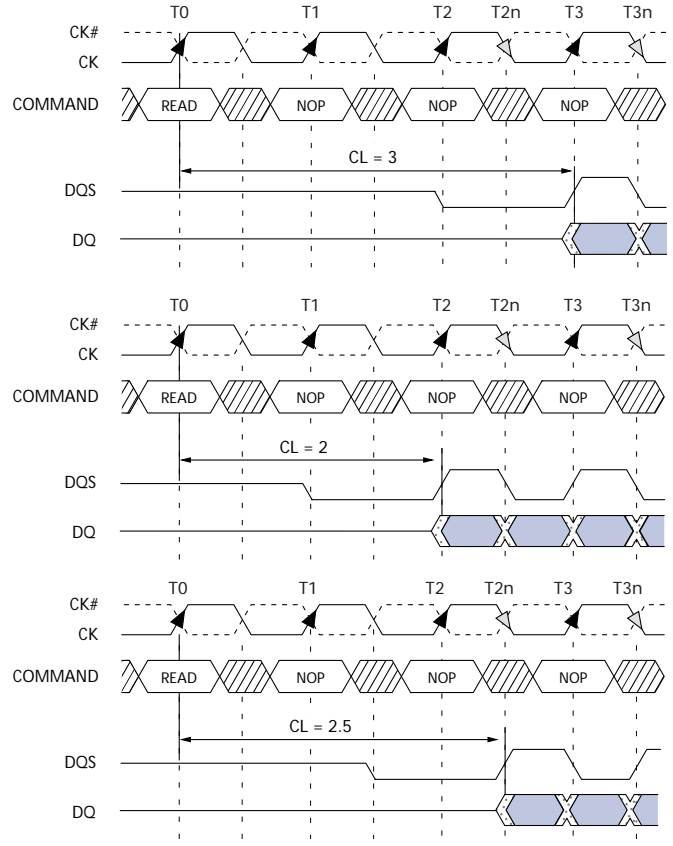 T0 T1 T2 T2n T3 T3n
CK#
CK
COMMAND READ NOP NOP NOP
CL = 3
DQS
DQ
T0 T1 T2 T2n T3 T3n
CK#
CK
COMMAND READ NOP NOP NOP
CL = 2
DQS
DQ
T0 T1 T2 T2n T3 T3n
CK#
CK
COMMAND READ NOP NOP NOP
CL = 2.5
DQS
DQ